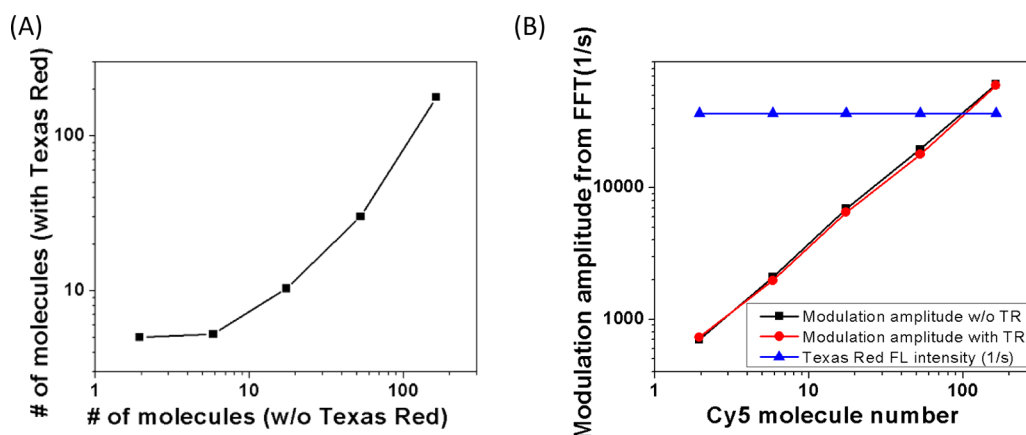 (A)
# of molecules (with Texas Red)
100
10
1
10
100
# of molecules (w/o Texas Red)
(B)
Modulation amplitude from FFT(1/s)
10000
1000
Modulation amplitude w/o TR
Modulation amplitude with TR
Texas Red FL intensity (1/s)
1
10
100
Cy5 molecule number